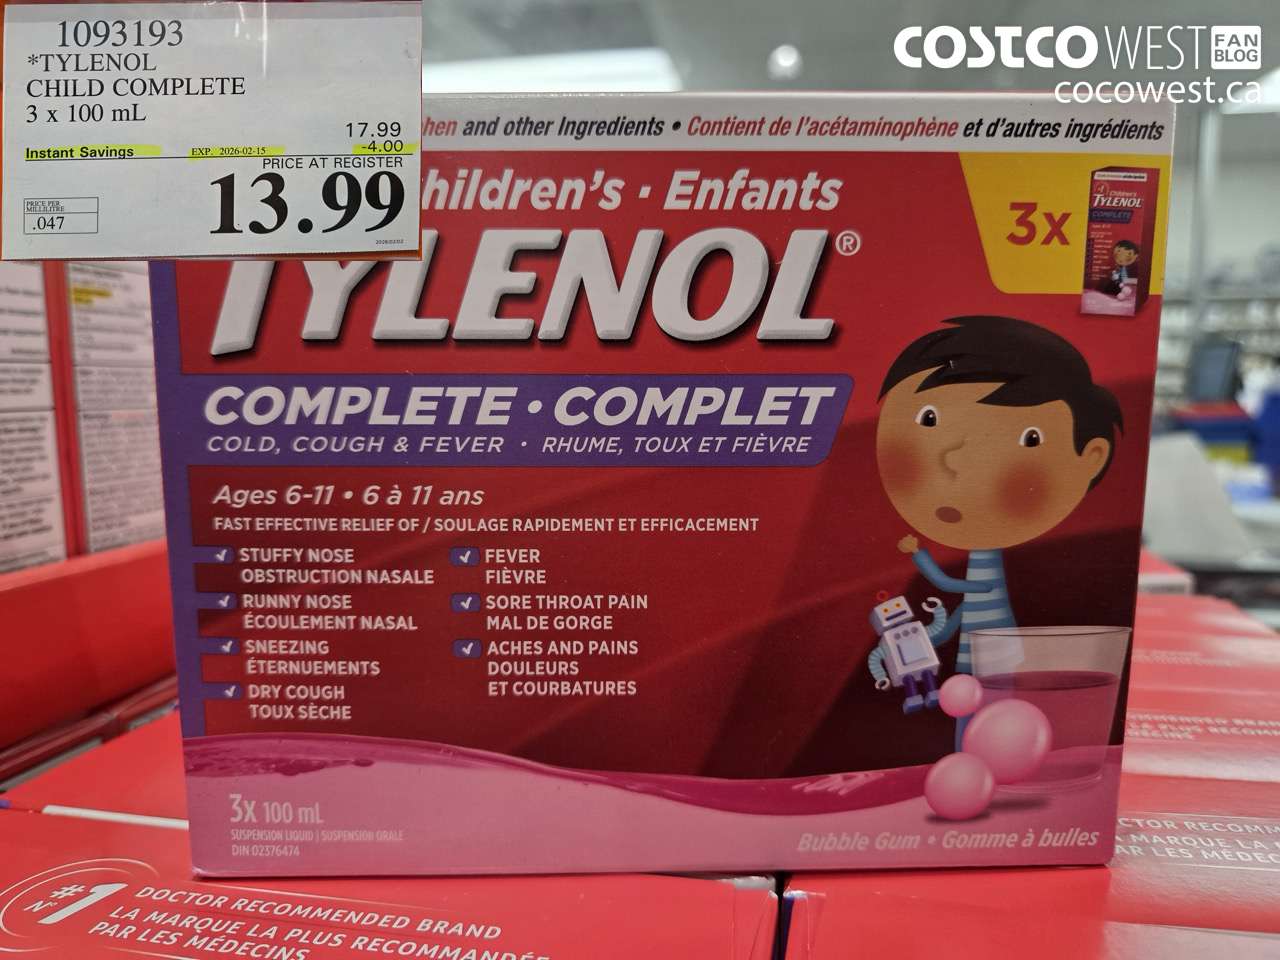 1093193
*TYLENOL
CHILD COMPLETE
3 x 100 mL
17.99
Instant Savings EXP. 2026-02-15 -4.00
PRICE AT REGISTER
13.99
PRICE PER
MILLILITRE
.047
COSTCO WEST FAN BLOG
cocowest.ca
hen and other Ingredients • Contient de l'acétaminophène et d'autres ingrédients
hildren's · Enfants
TYLENOL®
3x
Children's
TYLENOL
COMPLETE
COMPLETE • COMPLET
COLD, COUGH & FEVER • RHUME, TOUX ET FIÈVRE
Ages 6-11 • 6 à 11 ans
FAST EFFECTIVE RELIEF OF / SOULAGE RAPIDEMENT ET EFFICACEMENT
STUFFY NOSE
OBSTRUCTION NASALE
RUNNY NOSE
ÉCOULEMENT NASAL
SNEEZING
ÉTERNUEMENTS
DRY COUGH
TOUX SÈCHE
FEVER
FIÈVRE
SORE THROAT PAIN
MAL DE GORGE
ACHES AND PAINS
DOULEURS
ET COURBATURES
3X 100 mL
SUSPENSION LIQUID | SUSPENSION ORALE
DIN 02376474
Bubble Gum • Gomme à bulles
#1
N°
DOCTOR RECOMMENDED BRAND
LA MARQUE LA PLUS RECOMMANDÉE
PAR LES MÉDECINS